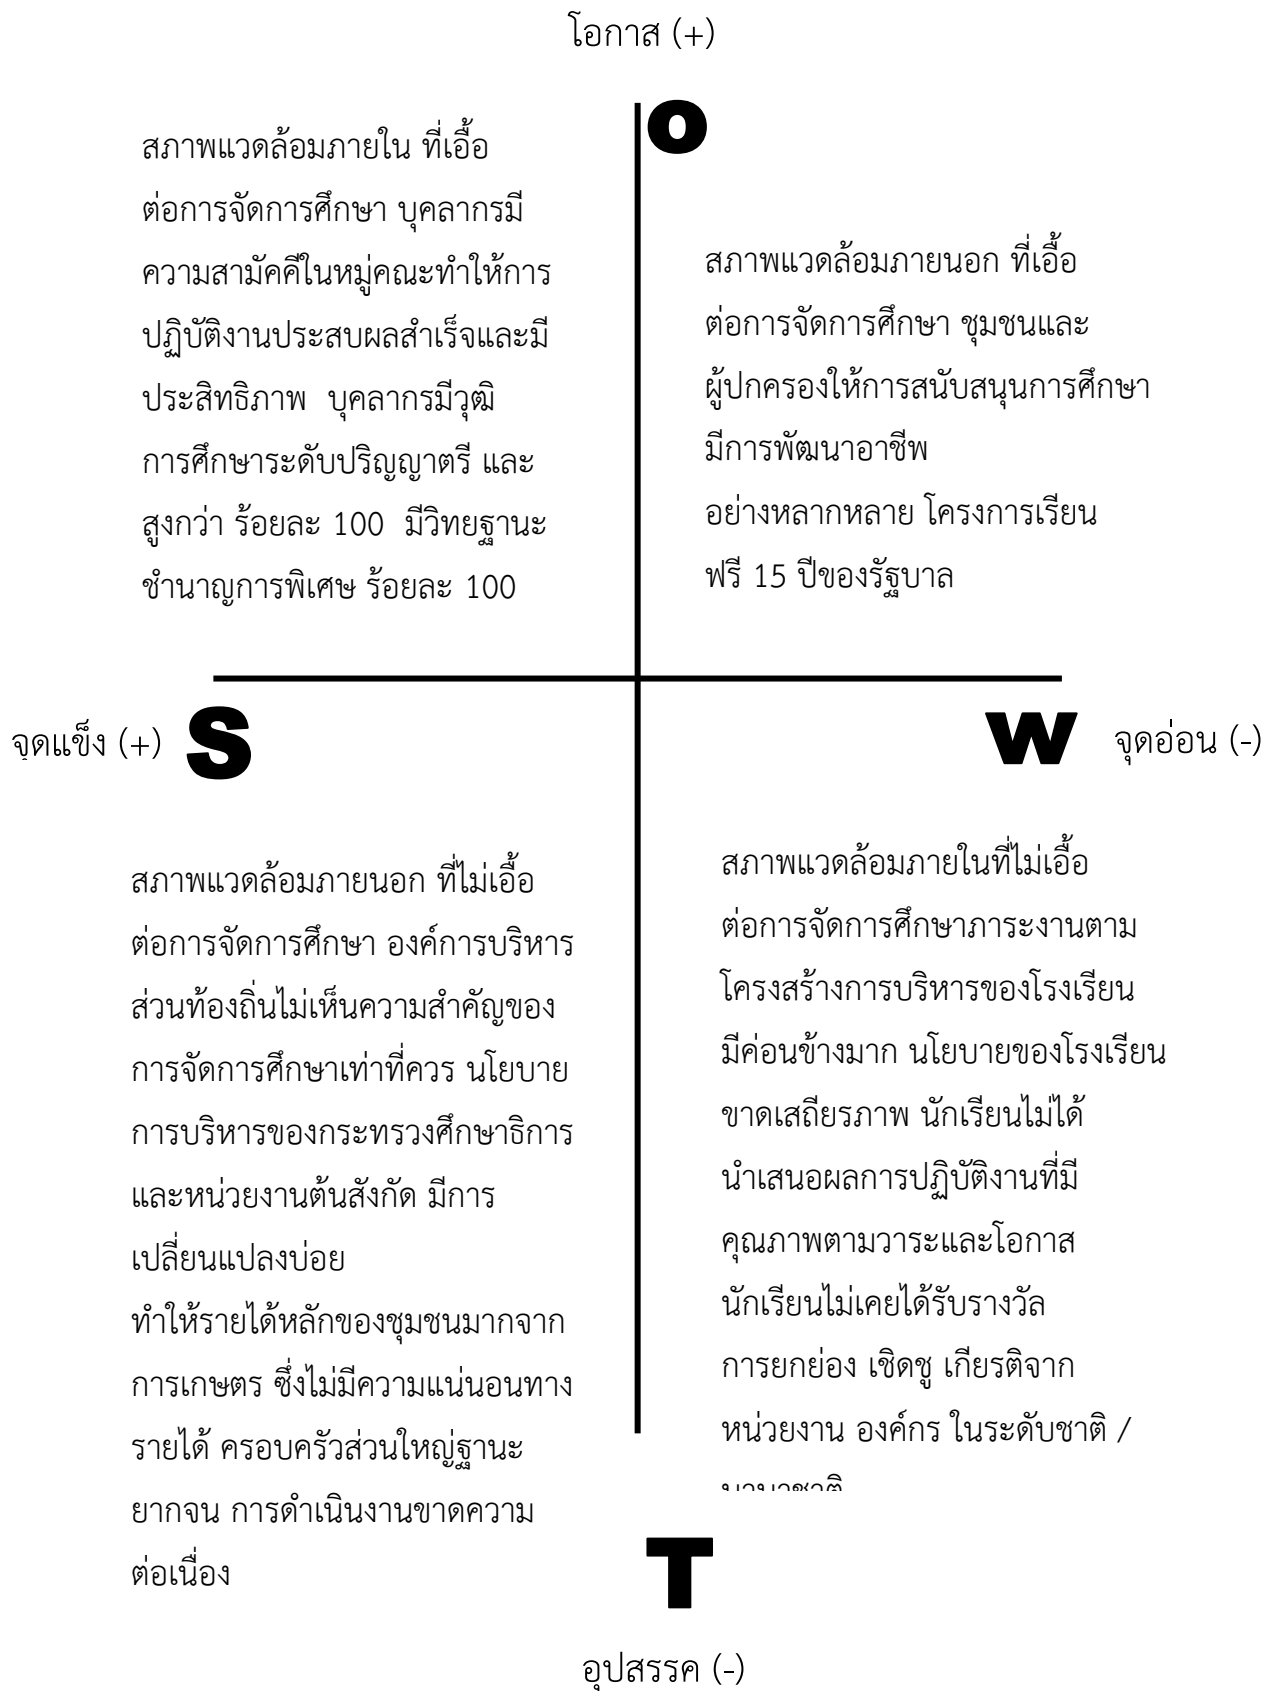 โอกาส (+)
O
สภาพแวดล้อมภายใน ที่เอื้อ
ต่อการจัดการศึกษา บุคลากรมี
ความสามัคคีในหมู่คณะทำให้การ
ปฏิบัติงานประสบผลสำเร็จและมี
ประสิทธิภาพ บุคลากรมีวุฒิ
การศึกษาระดับปริญญาตรี และ
สูงกว่า ร้อยละ 100 มีวิทยฐานะ
ชำนาญการพิเศษ ร้อยละ 100
สภาพแวดล้อมภายนอก ที่เอื้อ
ต่อการจัดการศึกษา ชุมชนและ
ผู้ปกครองให้การสนับสนุนการศึกษา
มีการพัฒนาอาชีพ
อย่างหลากหลาย โครงการเรียน
ฟรี 15 ปีของรัฐบาล
จุดแข็ง (+) S
W จุดอ่อน (-)
สภาพแวดล้อมภายนอก ที่ไม่เอื้อ
ต่อการจัดการศึกษา องค์การบริหาร
ส่วนท้องถิ่นไม่เห็นความสำคัญของ
การจัดการศึกษาเท่าที่ควร นโยบาย
การบริหารของกระทรวงศึกษาธิการ
และหน่วยงานต้นสังกัด มีการ
เปลี่ยนแปลงบ่อย
ทำให้รายได้หลักของชุมชนมากจาก
การเกษตร ซึ่งไม่มีความแน่นอนทาง
รายได้ ครอบครัวส่วนใหญ่ฐานะ
ยากจน การดำเนินงานขาดความ
ต่อเนื่อง
สภาพแวดล้อมภายในที่ไม่เอื้อ
ต่อการจัดการศึกษาภาระงานตาม
โครงสร้างการบริหารของโรงเรียน
มีค่อนข้างมาก นโยบายของโรงเรียน
ขาดเสถียรภาพ นักเรียนไม่ได้
นำเสนอผลการปฏิบัติงานที่มี
คุณภาพตามวาระและโอกาส
นักเรียนไม่เคยได้รับรางวัล
การยกย่อง เชิดชู เกียรติจาก
หน่วยงาน องค์กร ในระดับชาติ /
T
อุปสรรค (-)